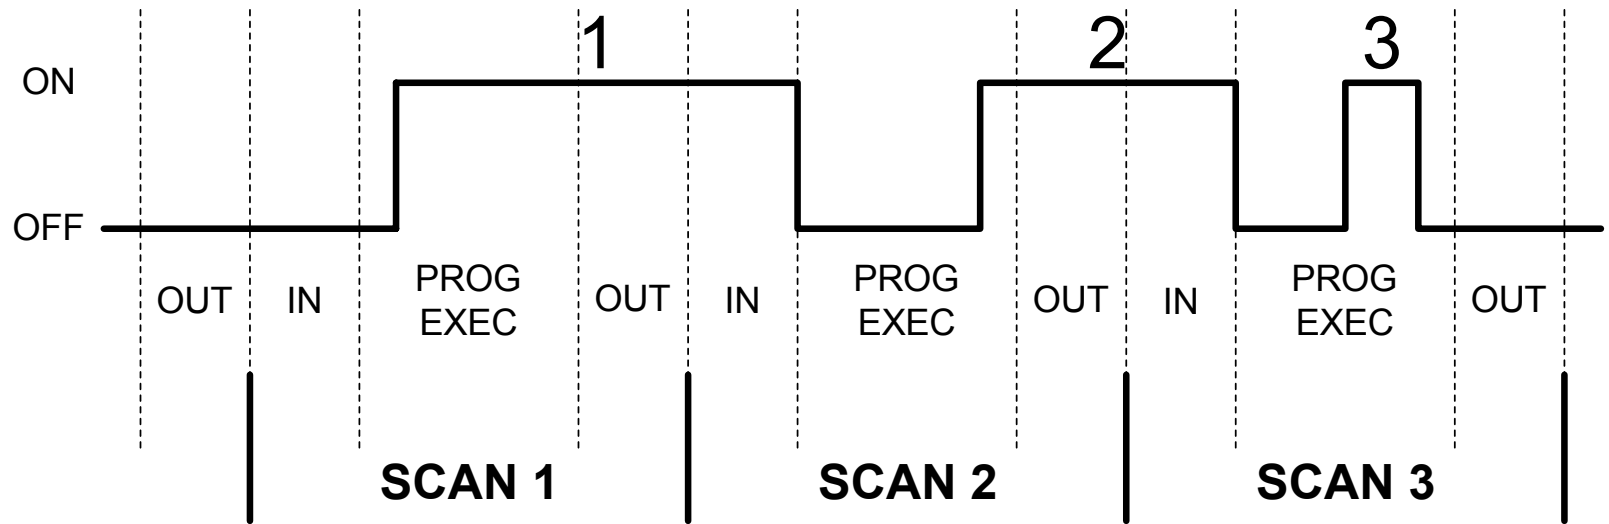 1 2 3
ON
OFF
OUT IN PROG EXEC OUT IN PROG EXEC OUT IN PROG EXEC OUT
SCAN 1 SCAN 2 SCAN 3